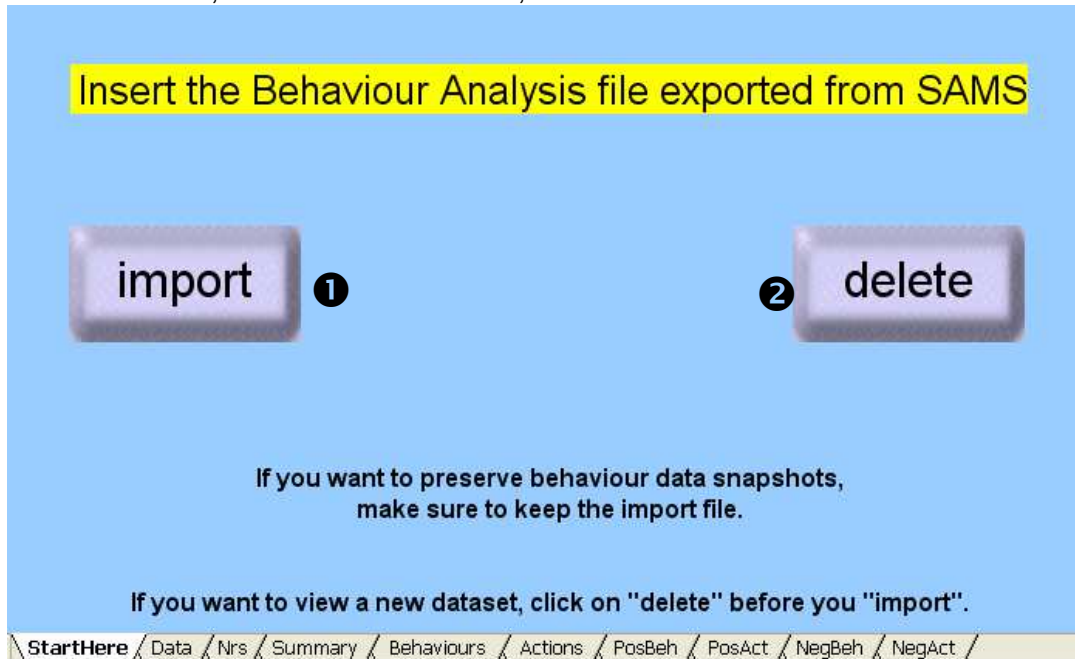 Insert the Behaviour Analysis file exported from SAMS
import ❶ ❷ delete
If you want to preserve behaviour data snapshots,
make sure to keep the import file.
If you want to view a new dataset, click on "delete" before you "import".
StartHere / Data / Nrs / Summary / Behaviours / Actions / PosBeh / PosAct / NegBeh / NegAct /